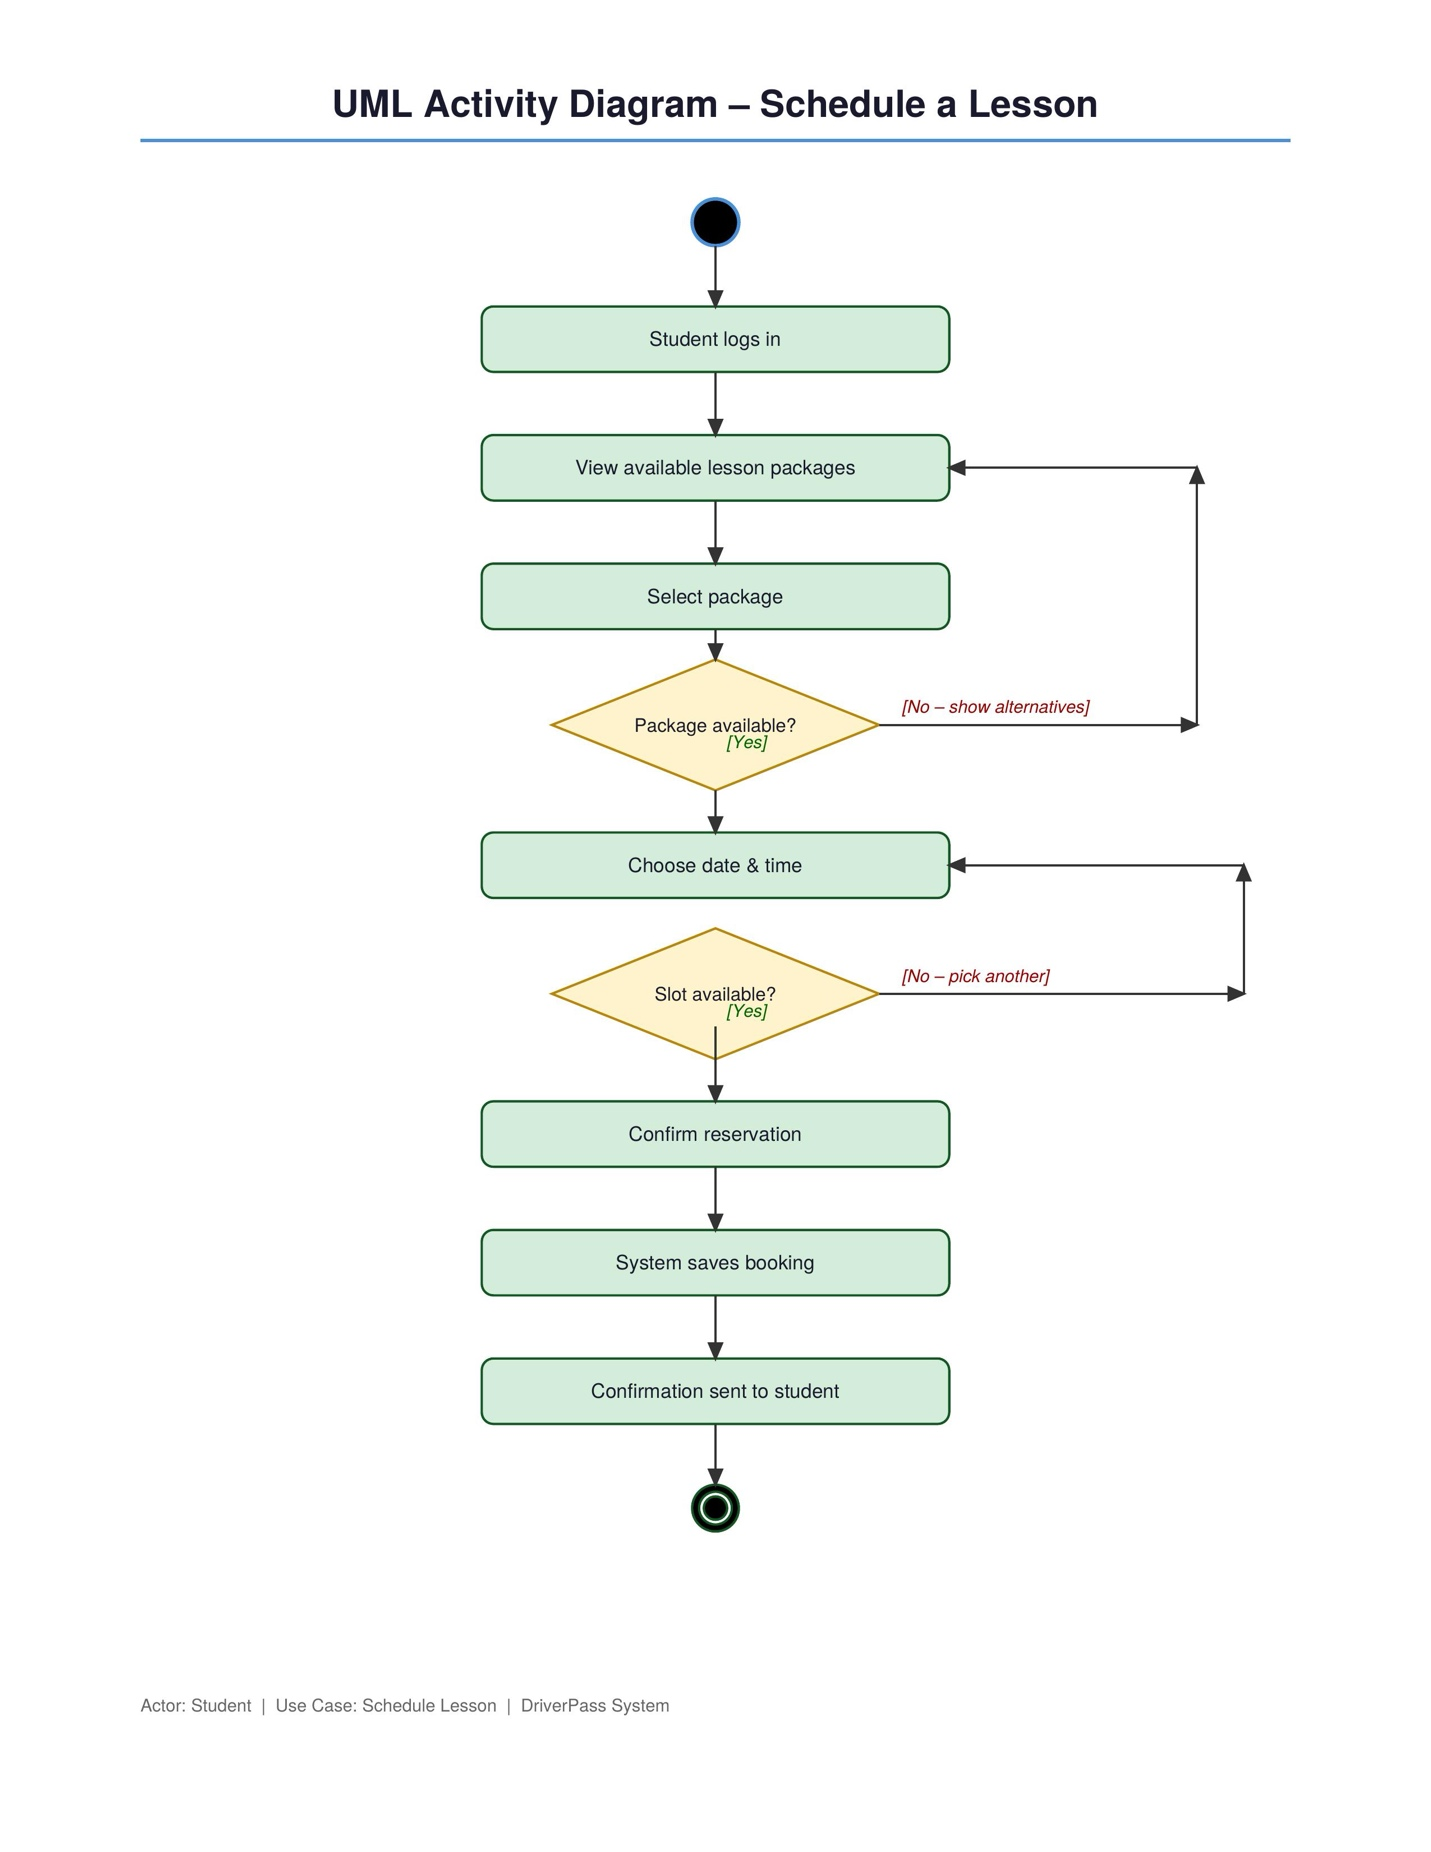 UML Activity Diagram – Schedule a Lesson
Student logs in
View available lesson packages
Select package
[No – show alternatives]
Package available?
[Yes]
Choose date & time
[No – pick another]
Slot available?
[Yes]
Confirm reservation
System saves booking
Confirmation sent to student
Actor: Student | Use Case: Schedule Lesson | DriverPass System